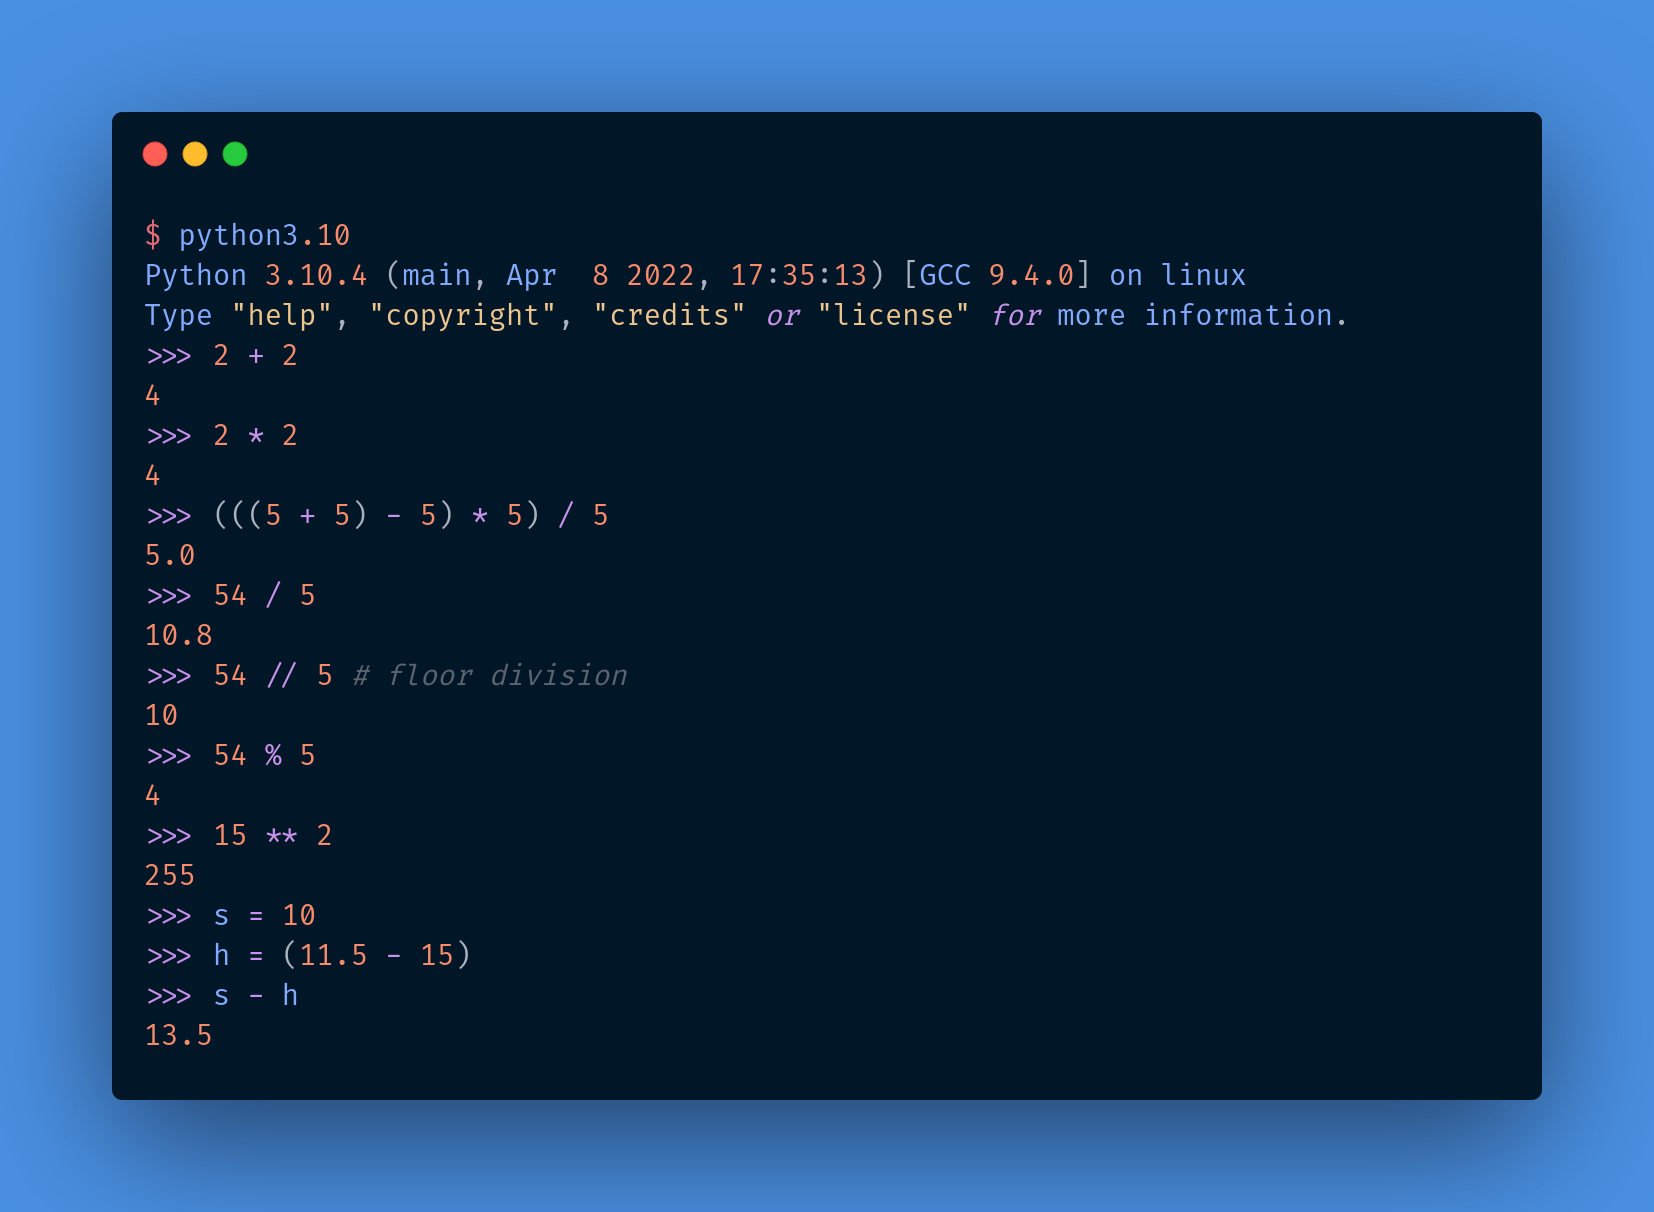 $ python3.10
Python 3.10.4 (main, Apr  8 2022, 17:35:13) [GCC 9.4.0] on linux
Type "help", "copyright", "credits" or "license" for more information.
>>> 2 + 2
4
>>> 2 * 2
4
>>> (((5 + 5) - 5) * 5) / 5
5.0
>>> 54 / 5
10.8
>>> 54 // 5 # floor division
10
>>> 54 % 5
4
>>> 15 ** 2
255
>>> s = 10
>>> h = (11.5 - 15)
>>> s - h
13.5